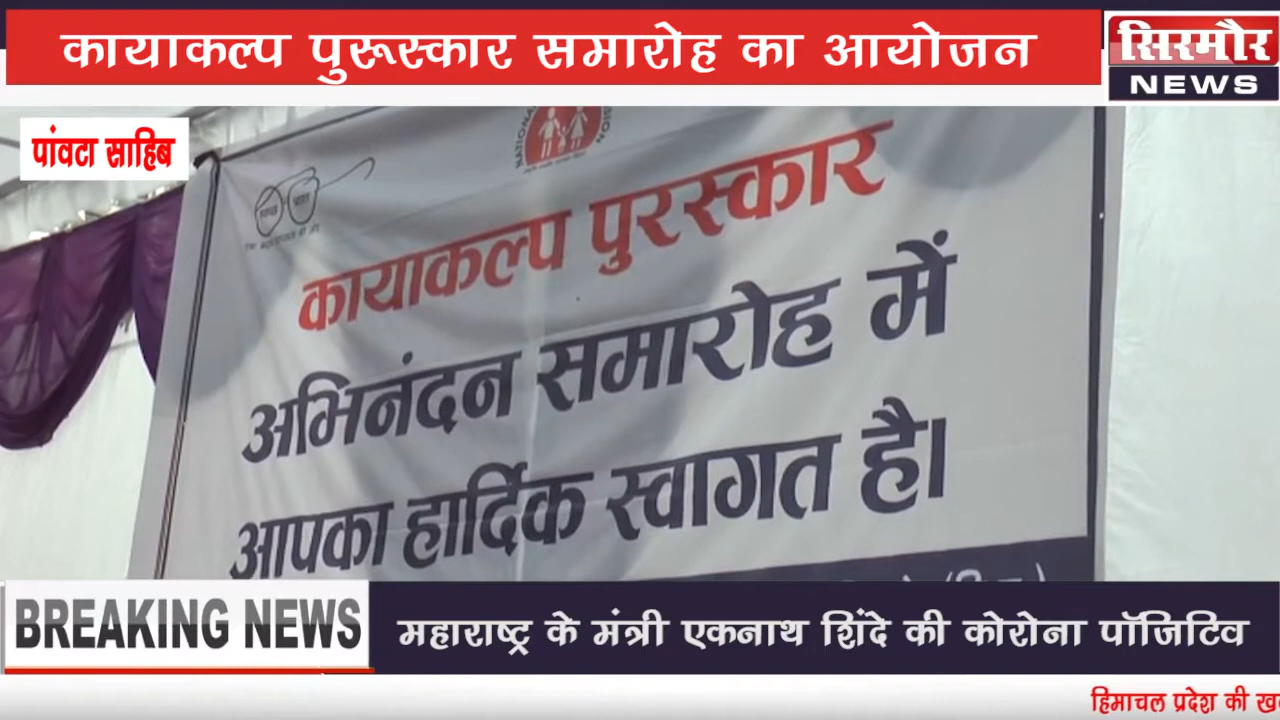 कायाकल्प पुरूस्कार समारोह का आयोजन
सिरमौर
NEWS
पांवटा साहिब
NATIONAL
कायाकल्प पुरस्कार
अभिनंदन समारोह में
आपका हार्दिक स्वागत है।
BREAKING NEWS
महाराष्ट्र के मंत्री एकनाथ शिंदे की कोरोना पॉजिटिव
हिमाचल प्रदेश की